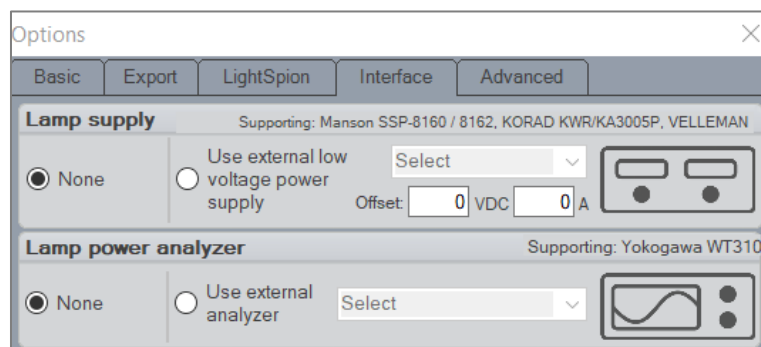 Options
Basic Export LightSpion Interface Advanced
Lamp supply Supporting: Manson SSP-8160 / 8162, KORAD KWR/KA3005P, VELLEMAN
None
Use external low
voltage power
supply
Select
Offset: 0 VDC 0 A
Lamp power analyzer Supporting: Yokogawa WT310
None
Use external
analyzer
Select